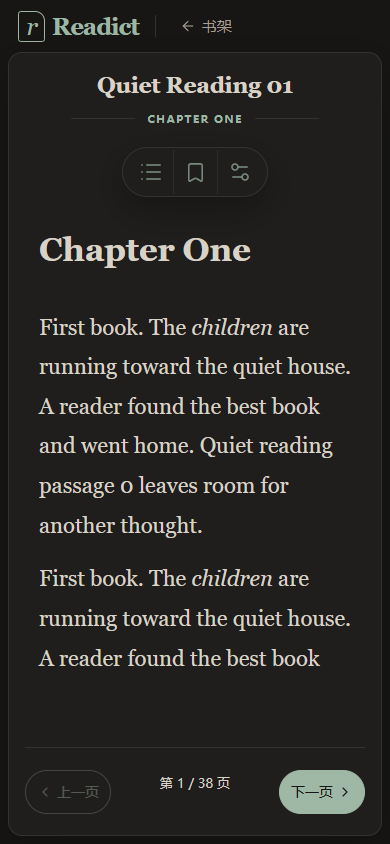 r Readict ← 书架
Quiet Reading 01
CHAPTER ONE
Chapter One
First book. The children are
running toward the quiet house.
A reader found the best book
and went home. Quiet reading
passage 0 leaves room for
another thought.
First book. The children are
running toward the quiet house.
A reader found the best book
上一页 第 1 / 38 页 下一页